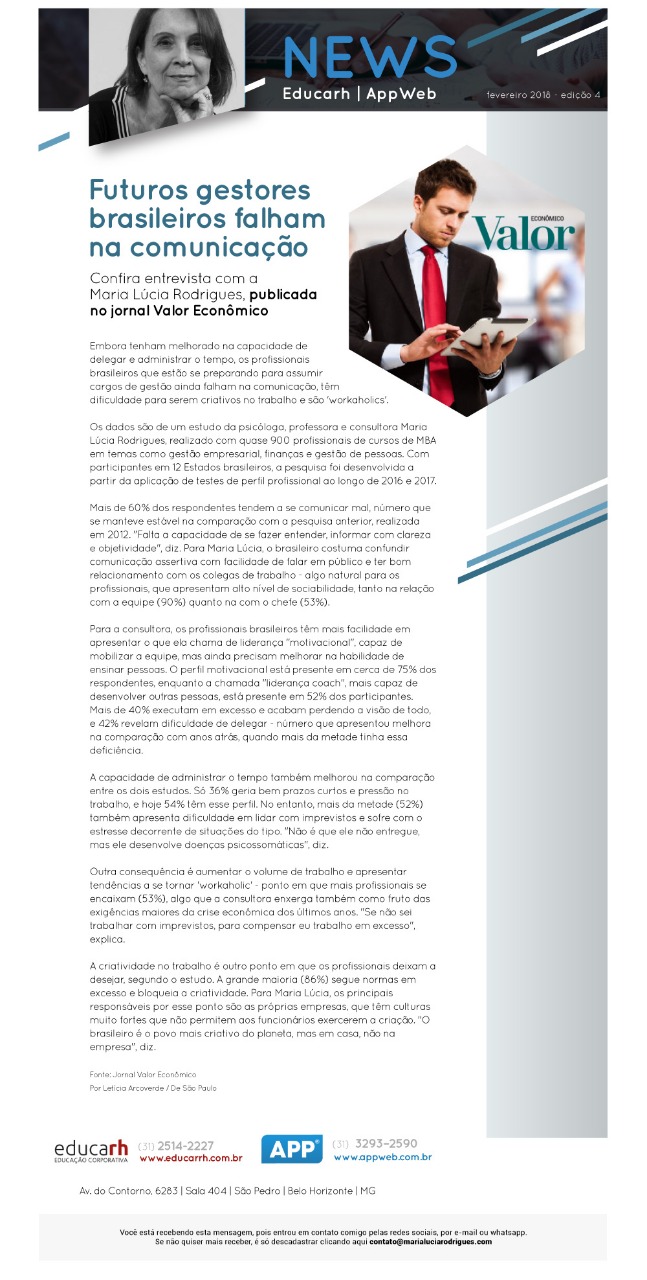 NEWS
Educarh | AppWeb
fevereiro 2018 - edição 4
Futuros gestores
brasileiros falham
na comunicação
ECONÔMICO
Valor
Confira entrevista com a
Maria Lúcia Rodrigues, publicada
no jornal Valor Econômico
Embora tenham melhorado na capacidade de
delegar e administrar o tempo, os profissionais
brasileiros que estão se preparando para assumir
cargos de gestão ainda falham na comunicação, têm
dificuldade para serem criativos no trabalho e são 'workaholics'.
Os dados são de um estudo da psicóloga, professora e consultora Maria
Lúcia Rodrigues, realizado com quase 900 profissionais de cursos de MBA
em temas como gestão empresarial, finanças e gestão de pessoas. Com
participantes em 12 Estados brasileiros, a pesquisa foi desenvolvida a
partir da aplicação de testes de perfil profissional ao longo de 2016 e 2017.
Mais de 60% dos respondentes tendem a se comunicar mal, número que
se manteve estável na comparação com a pesquisa anterior, realizada
em 2012. "Falta a capacidade de se fazer entender, informar com clareza
e objetividade", diz. Para Maria Lúcia, o brasileiro costuma confundir
comunicação assertiva com facilidade de falar em público e ter bom
relacionamento com os colegas de trabalho - algo natural para os
profissionais, que apresentam alto nível de sociabilidade, tanto na relação
com a equipe (90%) quanto na com o chefe (53%).
Para a consultora, os profissionais brasileiros têm mais facilidade em
apresentar o que ela chama de liderança "motivacional", capaz de
mobilizar a equipe, mas ainda precisam melhorar na habilidade de
ensinar pessoas. O perfil motivacional está presente em cerca de 75% dos
respondentes, enquanto a chamada "liderança coach", mais capaz de
desenvolver outras pessoas, está presente em 52% dos participantes.
Mais de 40% executam em excesso e acabam perdendo a visão de todo,
e 42% revelam dificuldade de delegar - número que apresentou melhora
na comparação com anos atrás, quando mais da metade tinha essa
deficiência.
A capacidade de administrar o tempo também melhorou na comparação
entre os dois estudos. Só 36% geria bem prazos curtos e pressão no
trabalho, e hoje 54% têm esse perfil. No entanto, mais da metade (52%)
também apresenta dificuldade em lidar com imprevistos e sofre com o
estresse decorrente de situações do tipo. "Não é que ele não entregue,
mas ele desenvolve doenças psicossomáticas", diz.
Outra consequência é aumentar o volume de trabalho e apresentar
tendências a se tornar 'workaholic' - ponto em que mais profissionais se
encaixam (53%), algo que a consultora enxerga também como fruto das
exigências maiores da crise econômica dos últimos anos. "Se não sei
trabalhar com imprevistos, para compensar eu trabalho em excesso",
explica.
A criatividade no trabalho é outro ponto em que os profissionais deixam a
desejar, segundo o estudo. A grande maioria (86%) segue normas em
excesso e bloqueia a criatividade. Para Maria Lúcia, os principais
responsáveis por esse ponto são as próprias empresas, que têm culturas
muito fortes que não permitem aos funcionários exercerem a criação. "O
brasileiro é o povo mais criativo do planeta, mas em casa, não na
empresa", diz.
Fonte: Jornal Valor Econômico
Por Letícia Arcoverde / De São Paulo
educarh
EDUCAÇÃO CORPORATIVA
(31) 2514-2227
www.educarrh.com.br
APP
(31) 3293-2590
www.appweb.com.br
Av. do Contorno, 6283 | Sala 404 | São Pedro | Belo Horizonte | MG
Você está recebendo esta mensagem, pois entrou em contato comigo pelas redes sociais, por e-mail ou whatsapp.
Se não quiser mais receber, é só descadastrar clicando aqui contato@marialuciarodrigues.com